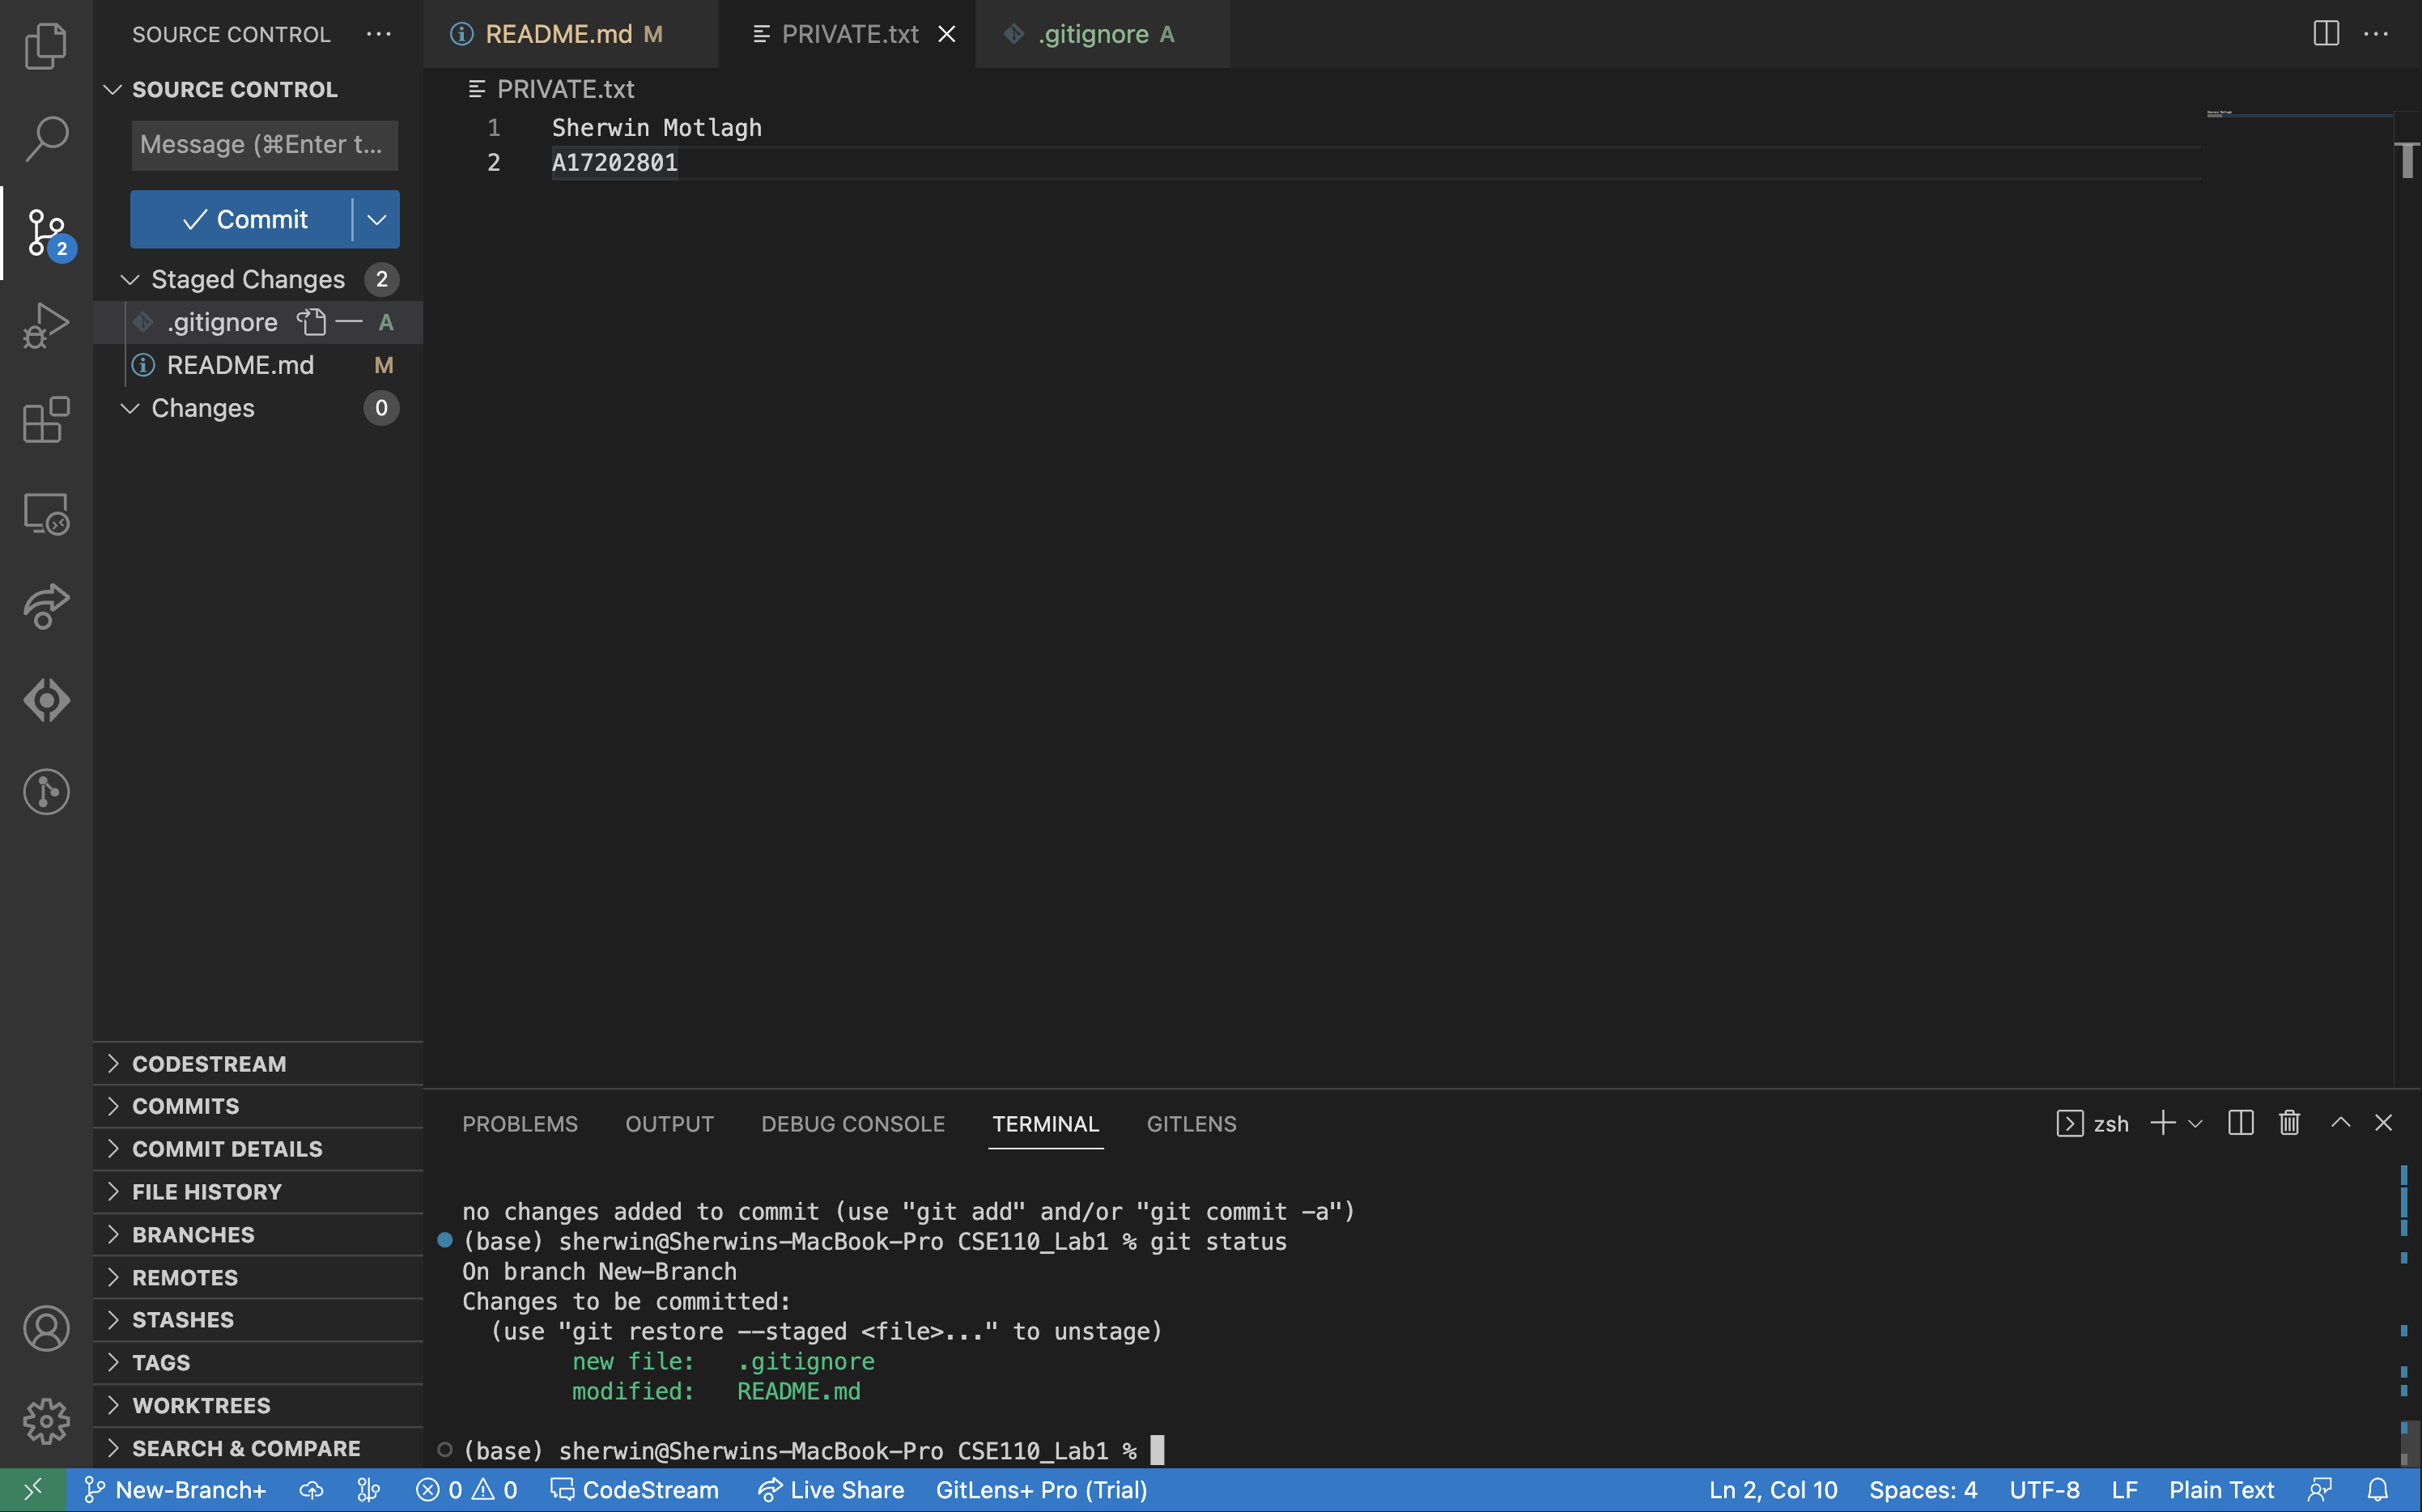 SOURCE CONTROL ...
README.md M
PRIVATE.txt
.gitignore A
SOURCE CONTROL
PRIVATE.txt
Message (⌘Enter t...
1 Sherwin Motlagh
2 A17202801
Commit
2
Staged Changes 2
.gitignore A
README.md M
Changes 0
CODESTREAM
COMMITS
COMMIT DETAILS
FILE HISTORY
BRANCHES
REMOTES
STASHES
TAGS
WORKTREES
SEARCH & COMPARE
PROBLEMS OUTPUT DEBUG CONSOLE TERMINAL GITLENS
zsh
no changes added to commit (use "git add" and/or "git commit -a")
(base) sherwin@Sherwins-MacBook-Pro CSE110_Lab1 % git status
On branch New-Branch
Changes to be committed:
(use "git restore --staged <file>..." to unstage)
new file: .gitignore
modified: README.md
(base) sherwin@Sherwins-MacBook-Pro CSE110_Lab1 %
New-Branch+ 0 0 CodeStream Live Share GitLens+ Pro (Trial) Ln 2, Col 10 Spaces: 4 UTF-8 LF Plain Text